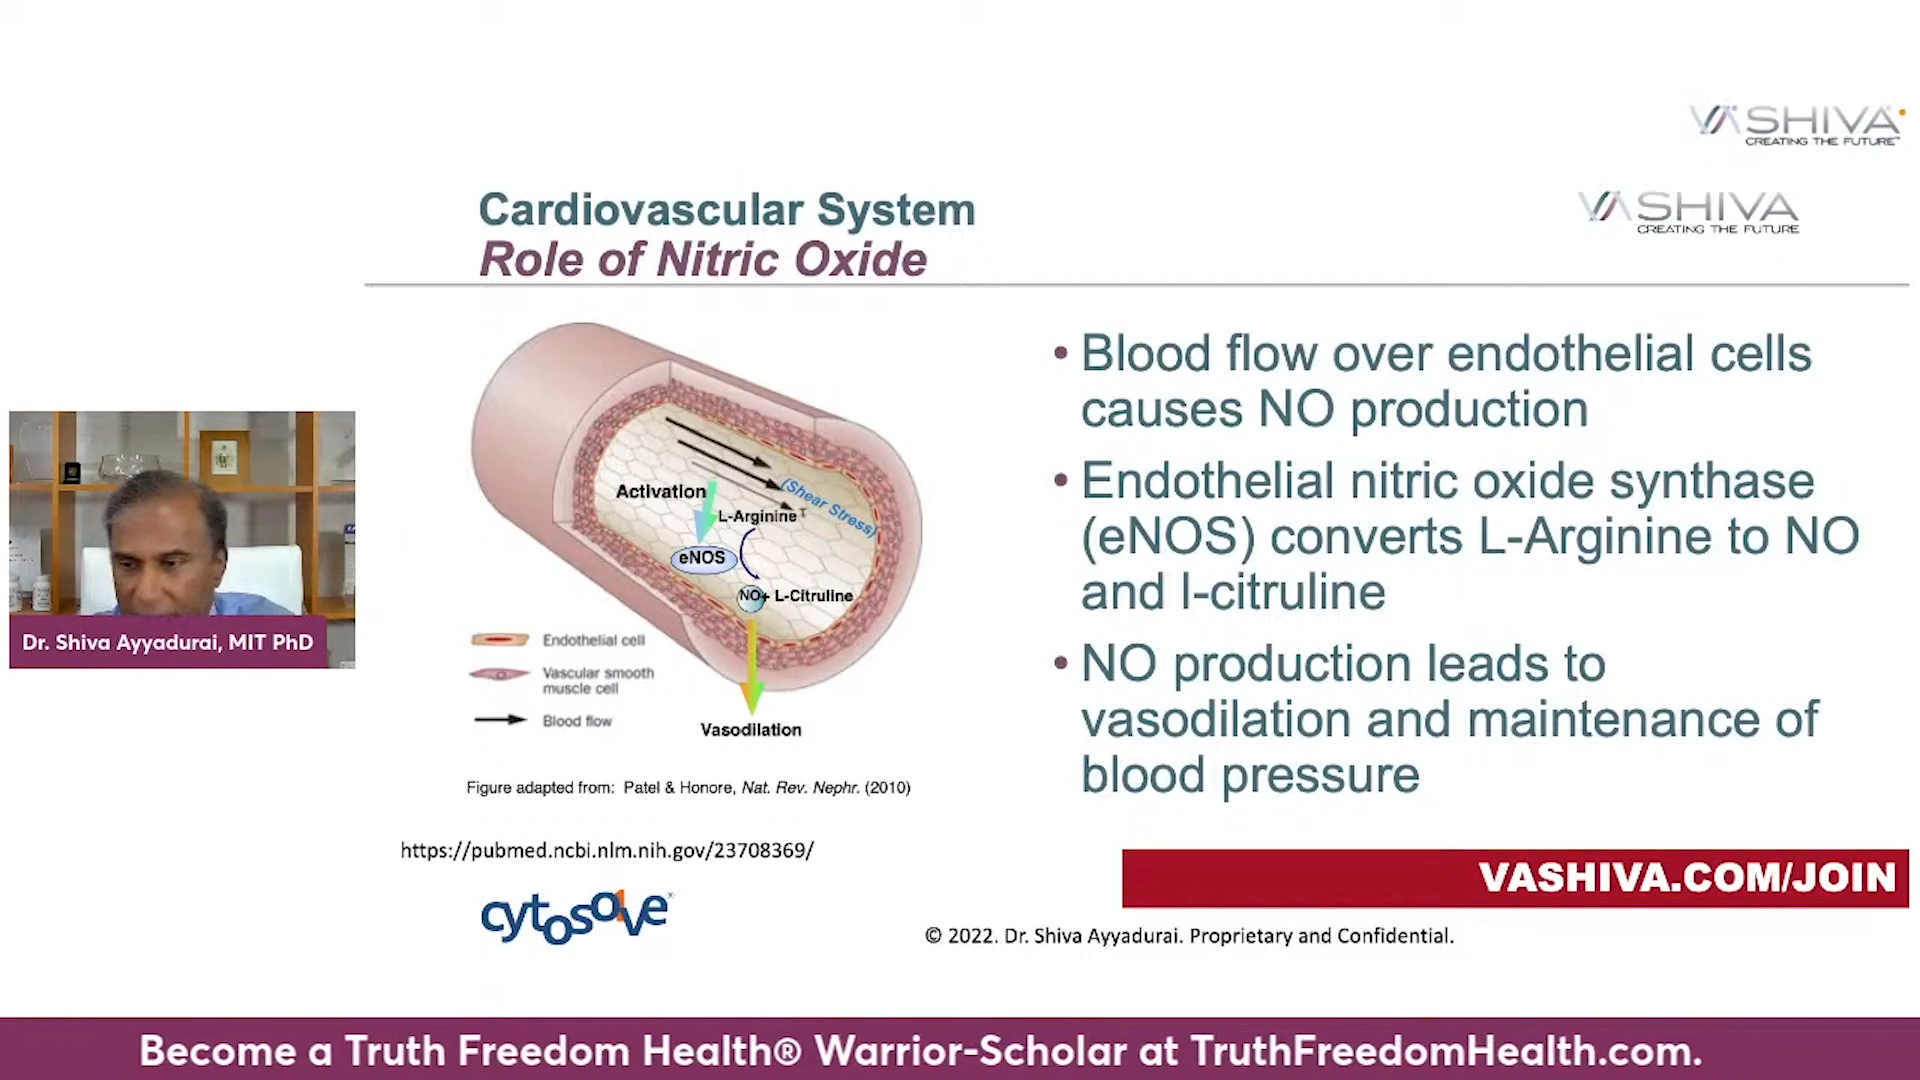 VA SHIVA
CREATING THE FUTURE
VA SHIVA
CREATING THE FUTURE
Cardiovascular System
Role of Nitric Oxide
Activation
(Shear Stress)
L-Arginine
eNOS
NO+ L-Citruline
Endothelial cell
Vascular smooth
muscle cell
Blood flow
Vasodilation
Figure adapted from: Patel & Honore, Nat. Rev. Nephr. (2010)
https://pubmed.ncbi.nlm.nih.gov/23708369/
cytosolve®
• Blood flow over endothelial cells
causes NO production
• Endothelial nitric oxide synthase
(eNOS) converts L-Arginine to NO
and l-citruline
• NO production leads to
vasodilation and maintenance of
blood pressure
Dr. Shiva Ayyadurai, MIT PhD
VASHIVA.COM/JOIN
© 2022. Dr. Shiva Ayyadurai. Proprietary and Confidential.
Become a Truth Freedom Health® Warrior-Scholar at TruthFreedomHealth.com.